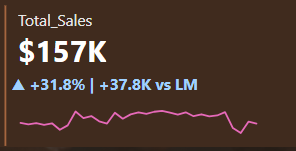 Total_Sales
$157K
▲ +31.8% | +37.8K vs LM